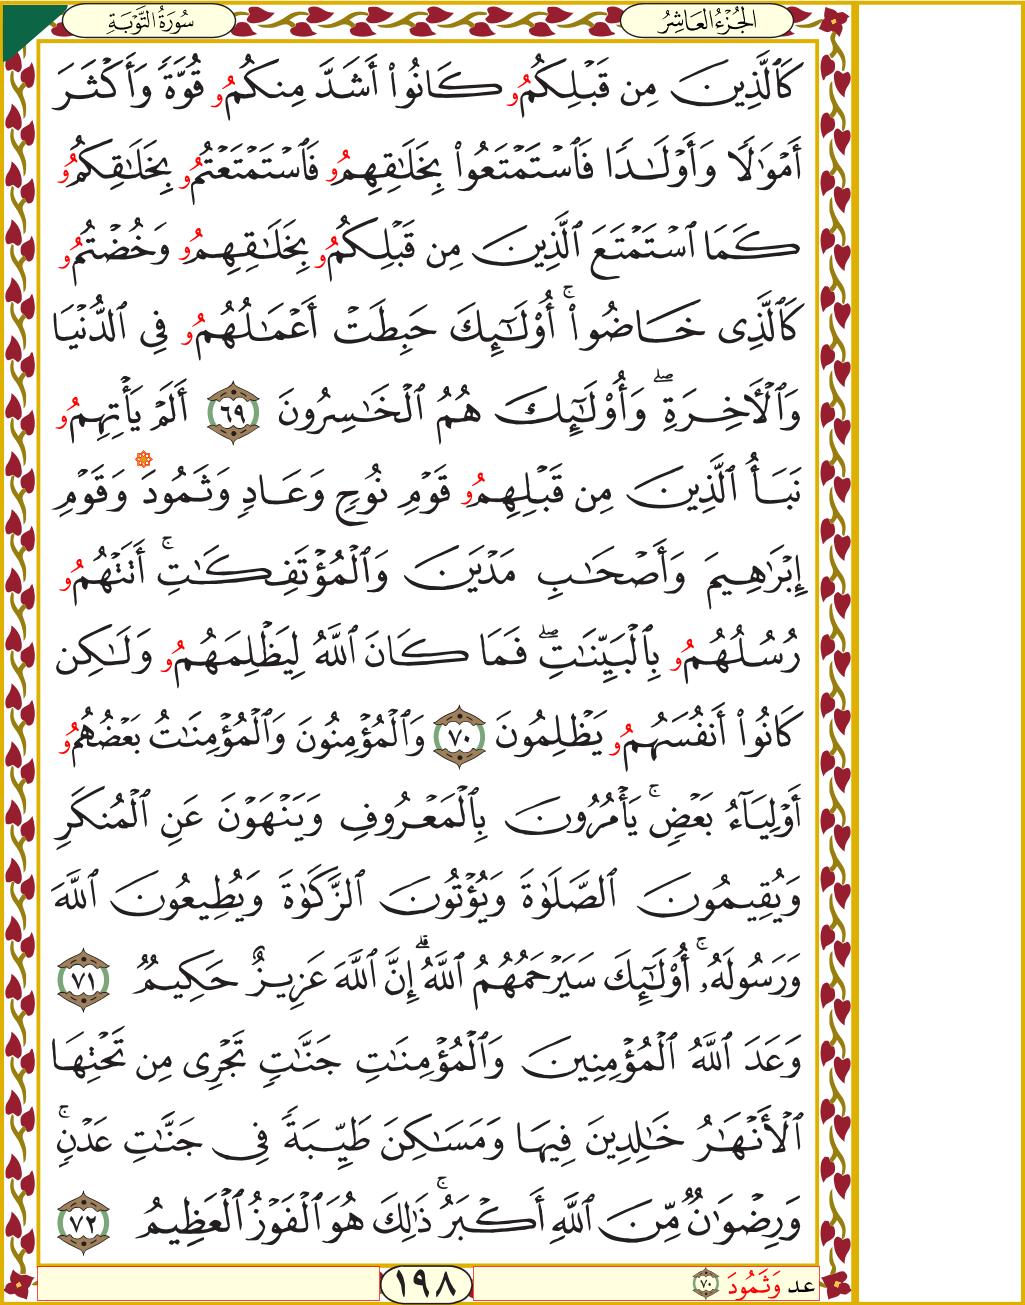 الجُزْءُ العَاشِرُ
سُورَةُ التَّوْبَةِ
كَٱلَّذِينَ مِن قَبْلِكُمُۥ كَانُوٓا۟ أَشَدَّ مِنكُمُۥ قُوَّةً وَأَكْثَرَ
أَمْوَٰلًا وَأَوْلَـٰدًا فَٱسْتَمْتَعُوا۟ بِخَلَـٰقِهِمُۥ فَٱسْتَمْتَعْتُمُۥ بِخَلَـٰقِكُمُۥ
كَمَا ٱسْتَمْتَعَ ٱلَّذِينَ مِن قَبْلِكُمُۥ بِخَلَـٰقِهِمُۥ وَخُضْتُمُۥ
كَٱلَّذِى خَاضُوٓا۟ ۚ أُو۟لَـٰٓئِكَ حَبِطَتْ أَعْمَـٰلُهُمُۥ فِى ٱلدُّنْيَا
وَٱلْـَٔاخِرَةِ ۖ وَأُو۟لَـٰٓئِكَ هُمُ ٱلْخَـٰسِرُونَ ٦٩ أَلَمْ يَأْتِهِمُۥ
نَبَأُ ٱلَّذِينَ مِن قَبْلِهِمُۥ قَوْمِ نُوحٍ وَعَادٍ وَثَمُودَ وَقَوْمِ
إِبْرَٰهِيمَ وَأَصْحَـٰبِ مَدْيَنَ وَٱلْمُؤْتَفِكَـٰتِ ۚ أَتَتْهُمُۥ
رُسُلُهُمُۥ بِٱلْبَيِّنَـٰتِ ۖ فَمَا كَانَ ٱللَّهُ لِيَظْلِمَهُمُۥ وَلَـٰكِن
كَانُوٓا۟ أَنفُسَهُمُۥ يَظْلِمُونَ ٧٠ وَٱلْمُؤْمِنُونَ وَٱلْمُؤْمِنَـٰتُ بَعْضُهُمُۥ
أَوْلِيَآءُ بَعْضٍ ۚ يَأْمُرُونَ بِٱلْمَعْرُوفِ وَيَنْهَوْنَ عَنِ ٱلْمُنكَرِ
وَيُقِيمُونَ ٱلصَّلَوٰةَ وَيُؤْتُونَ ٱلزَّكَوٰةَ وَيُطِيعُونَ ٱللَّهَ
وَرَسُولَهُۥٓ ۚ أُو۟لَـٰٓئِكَ سَيَرْحَمُهُمُ ٱللَّهُ ۗ إِنَّ ٱللَّهَ عَزِيزٌ حَكِيمٌ ٧١
وَعَدَ ٱللَّهُ ٱلْمُؤْمِنِينَ وَٱلْمُؤْمِنَـٰتِ جَنَّـٰتٍ تَجْرِى مِن تَحْتِهَا
ٱلْأَنْهَـٰرُ خَـٰلِدِينَ فِيهَا وَمَسَـٰكِنَ طَيِّبَةً فِى جَنَّـٰتِ عَدْنٍ ۚ
وَرِضْوَٰنٌ مِّنَ ٱللَّهِ أَكْبَرُ ۚ ذَٰلِكَ هُوَ ٱلْفَوْزُ ٱلْعَظِيمُ ٧٢
عد وَثَمُودَ ٧٠
١٩٨